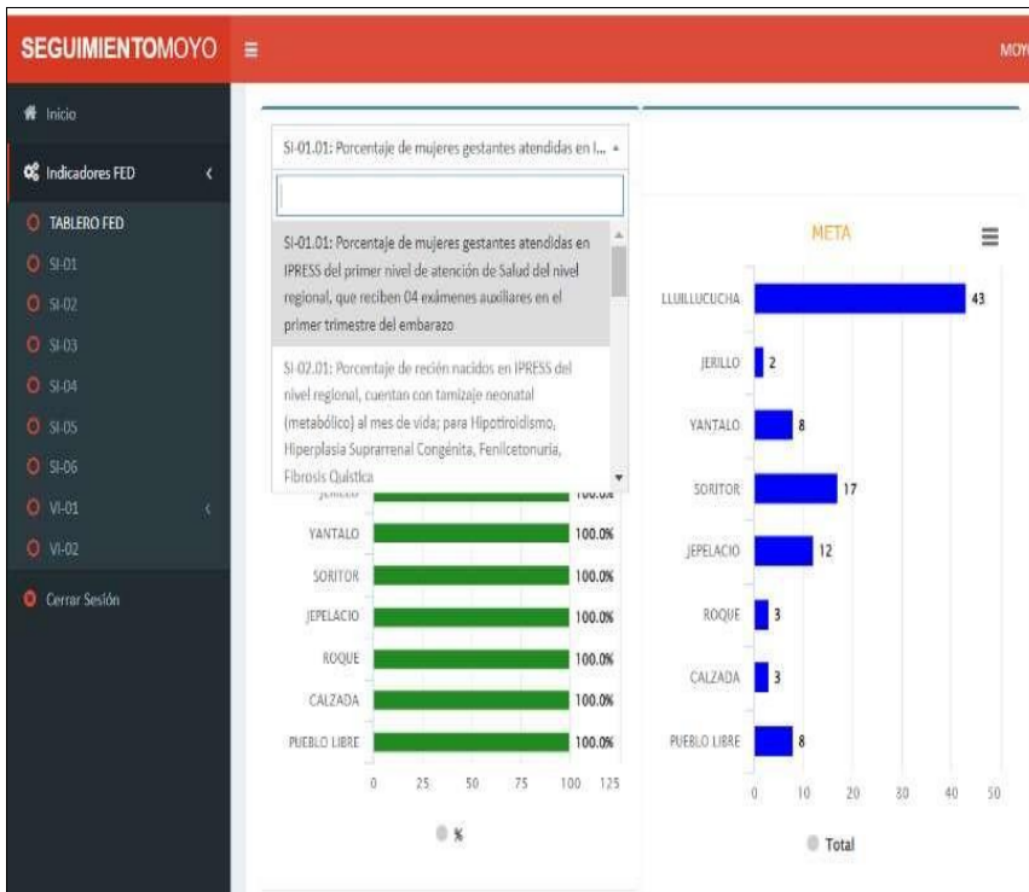 SEGUIMIENTOMOYO
Inicio
Indicadores FED
TABLERO FED
SI-01
SI-02
SI-03
SI-04
SI-05
SI-06
VI-01
VI-02
Cerrar Sesión
SI-01.01: Porcentaje de mujeres gestantes atendidas en I...
SI-01.01: Porcentaje de mujeres gestantes atendidas en
IPRESS del primer nivel de atención de Salud del nivel
regional, que reciben 04 exámenes auxiliares en el
primer trimestre del embarazo
SI-02.01: Porcentaje de recién nacidos en IPRESS del
nivel regional, cuentan con tamizaje neonatal
(metabólico) al mes de vida; para Hipotiroidismo,
Hiperplasia Suprarrenal Congénita, Fenilcetonuria,
Fibrosis Quística
JERILLO 100.0%
YANTALO 100.0%
SORITOR 100.0%
JEPELACIO 100.0%
ROQUE 100.0%
CALZADA 100.0%
PUEBLO LIBRE 100.0%
0 25 50 75 100 125
%
META
LLUILLUCUCHA 43
JERILLO 2
YANTALO 8
SORITOR 17
JEPELACIO 12
ROQUE 3
CALZADA 3
PUEBLO LIBRE 8
0 10 20 30 40 50
Total